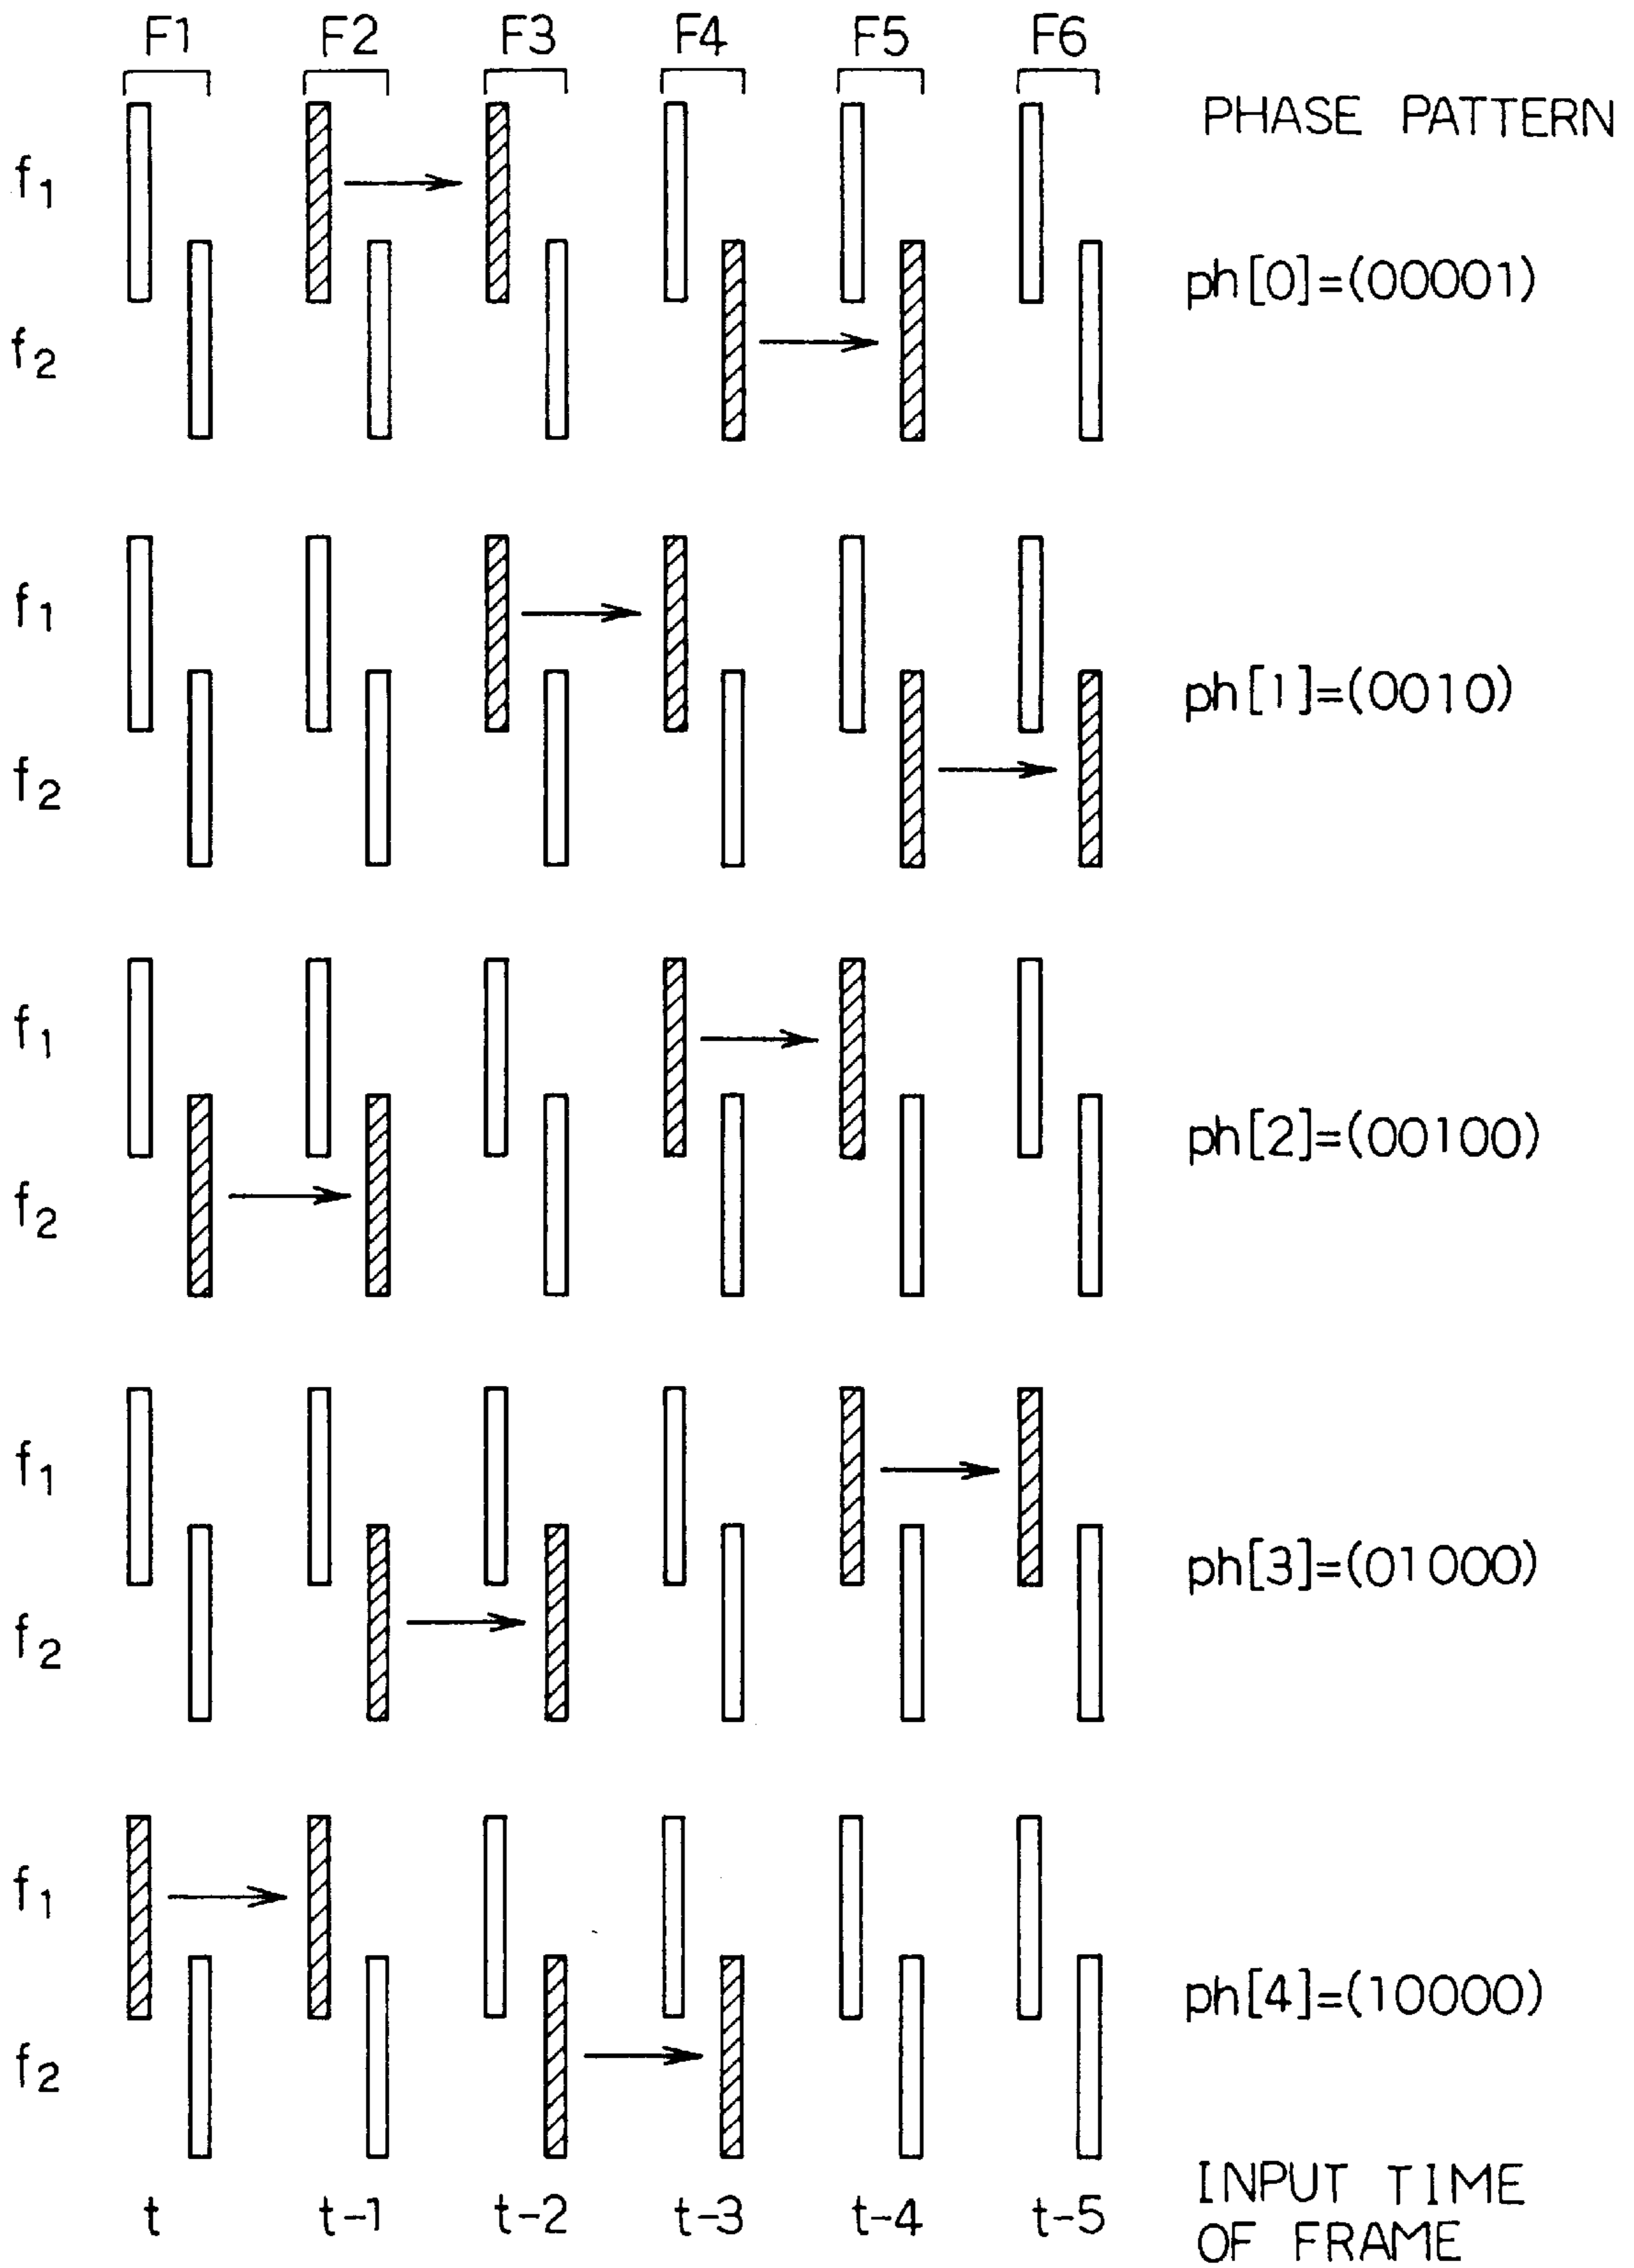 F1 F2 F3 F4 F5 F6
PHASE PATTERN
f1
ph[0]=(00001)
f2
f1
ph[1]=(0010)
f2
f1
ph[2]=(00100)
f2
f1
ph[3]=(01000)
f2
f1
ph[4]=(10000)
f2
t t-1 t-2 t-3 t-4 t-5
INPUT TIME
OF FRAME